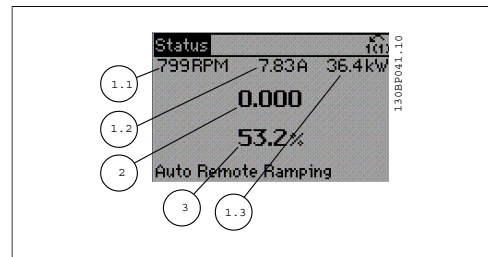 Status 1(1)
799RPM 7.83A 36.4kW
0.000
53.2%
Auto Remote Ramping
1.1
1.2
2
3
1.3
130BP041.10